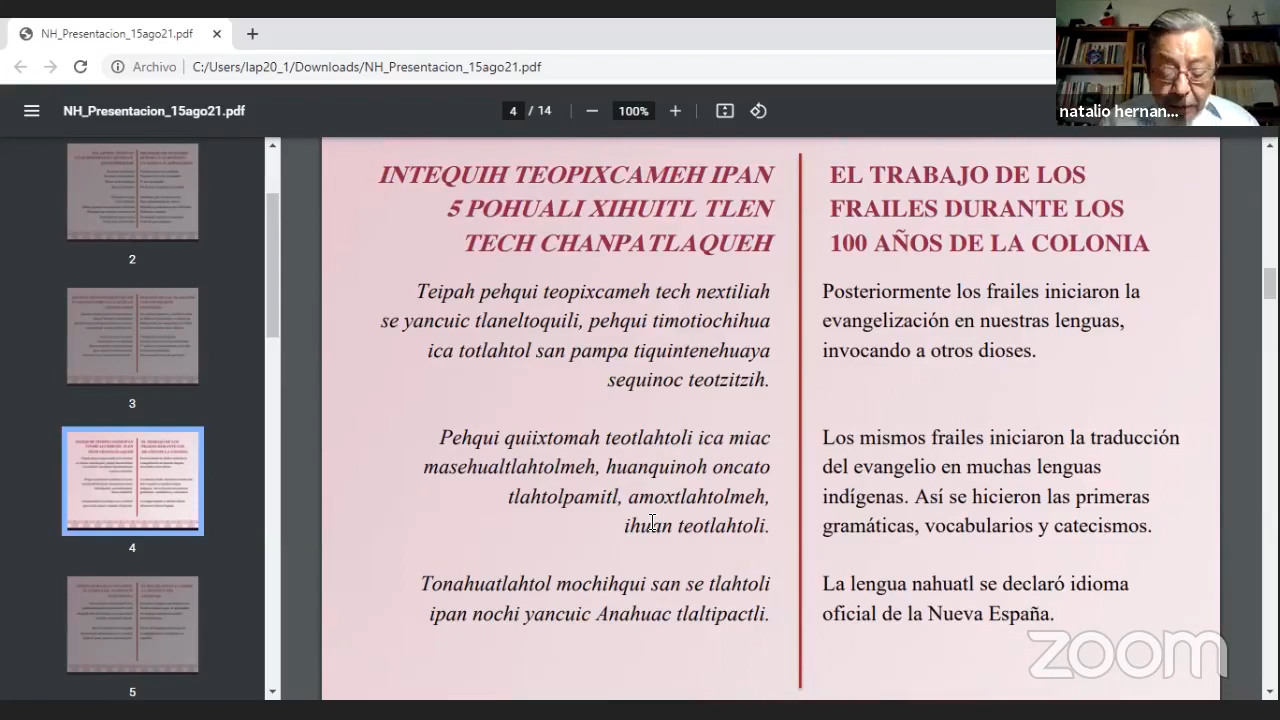 NH_Presentacion_15ago21.pdf
Archivo
C:/Users/lap20_1/Downloads/NH_Presentacion_15ago21.pdf
natalio hernan...
NH_Presentacion_15ago21.pdf
4 / 14
100%
2
3
4
5
INTEQUIH TEOPIXCAMEH IPAN
5 POHUALI XIHUITL TLEN
TECH CHANPATLAQUEH
Teipah pehqui teopixcameh tech nextiliah
se yancuic tlaneltoquili, pehqui timotiochihua
ica totlahtol san pampa tiquintenehuaya
sequinoc teotzitzih.
Pehqui quiixtomah teotlahtoli ica miac
masehualtlahtolmeh, huanquinoh oncato
tlahtolpamitl, amoxtlahtolmeh,
ihuan teotlahtoli.
Tonahuatlahtol mochihqui san se tlahtoli
ipan nochi yancuic Anahuac tlaltipactli.
EL TRABAJO DE LOS
FRAILES DURANTE LOS
100 AÑOS DE LA COLONIA
Posteriormente los frailes iniciaron la
evangelización en nuestras lenguas,
invocando a otros dioses.
Los mismos frailes iniciaron la traducción
del evangelio en muchas lenguas
indígenas. Así se hicieron las primeras
gramáticas, vocabularios y catecismos.
La lengua nahuatl se declaró idioma
oficial de la Nueva España.
zoom